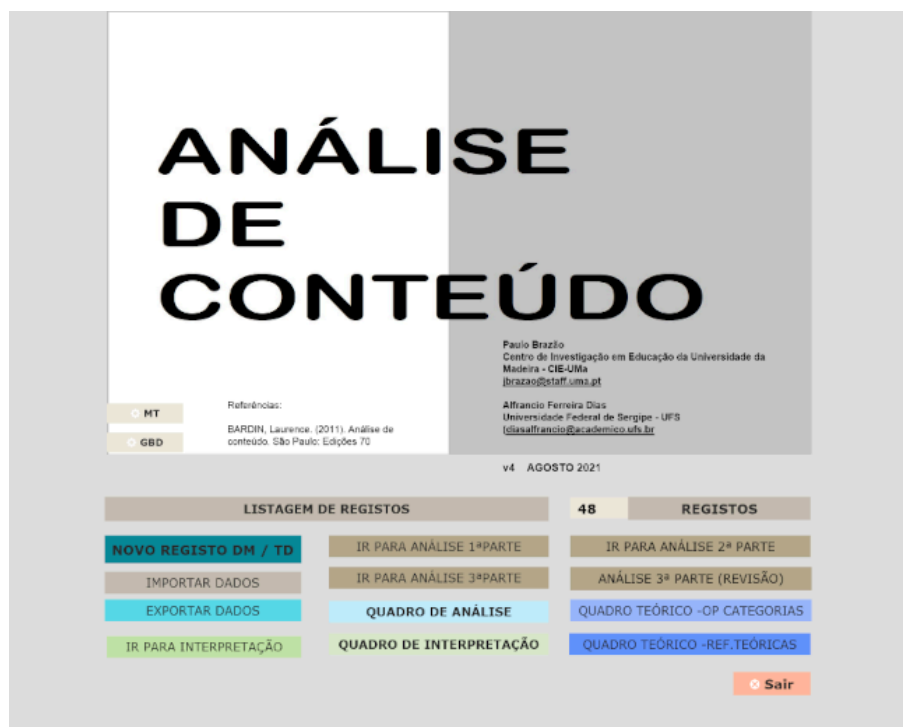 ANÁLISE
DE
CONTEÚDO
Paulo Brazão
Centro de Investigação em Educação da Universidade da
Madeira - CIE-UMa
jbrazao@staff.uma.pt
Alfrancio Ferreira Dias
Universidade Federal de Sergipe - UFS
(diasalfrancio@academico.ufs.br
MT
GBD
Referências:
BARDIN, Laurence. (2011). Análise de
conteúdo. São Paulo: Edições 70
v4 AGOSTO 2021
LISTAGEM DE REGISTOS
48 REGISTOS
NOVO REGISTO DM / TD
IR PARA ANÁLISE 1ªPARTE
IR PARA ANÁLISE 2ª PARTE
IMPORTAR DADOS
IR PARA ANÁLISE 3ªPARTE
ANÁLISE 3ª PARTE (REVISÃO)
EXPORTAR DADOS
QUADRO DE ANÁLISE
QUADRO TEÓRICO -OP CATEGORIAS
IR PARA INTERPRETAÇÃO
QUADRO DE INTERPRETAÇÃO
QUADRO TEÓRICO -REF.TEÓRICAS
Sair